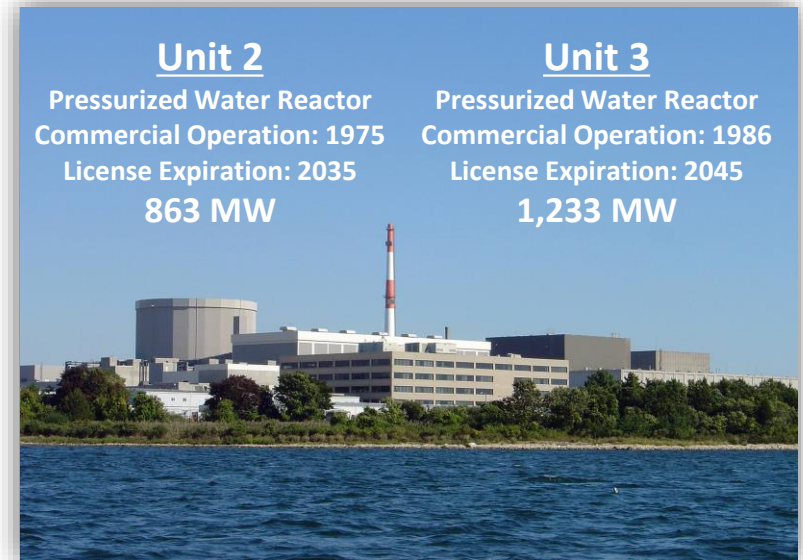 Unit 2
Pressurized Water Reactor
Commercial Operation: 1975
License Expiration: 2035
863 MW
Unit 3
Pressurized Water Reactor
Commercial Operation: 1986
License Expiration: 2045
1,233 MW